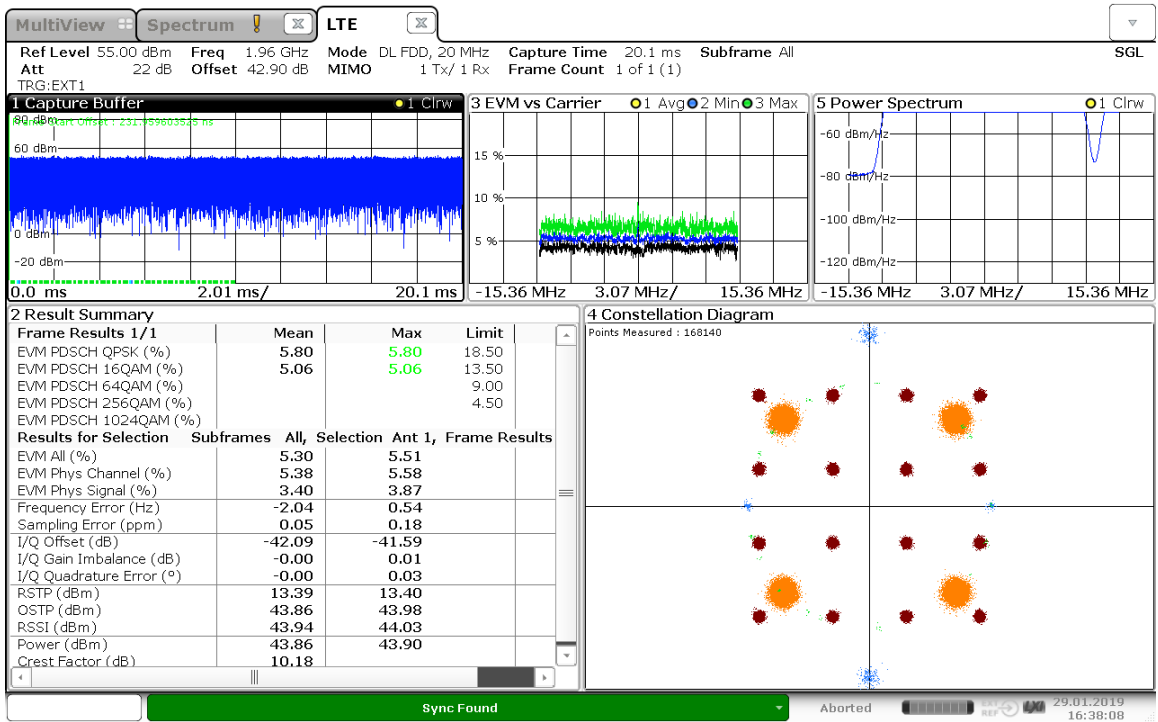 MultiView Spectrum LTE
Ref Level 55.00 dBm Freq 1.96 GHz Mode DL FDD, 20 MHz Capture Time 20.1 ms Subframe All SGL
Att 22 dB Offset 42.90 dB MIMO 1 Tx/ 1 Rx Frame Count 1 of 1 (1)
TRG:EXT1
1 Capture Buffer 1 Clrw
80 dBm
Frame Start Offset : 231.959603525 ns
60 dBm
0 dBm
-20 dBm
0.0 ms 2.01 ms/ 20.1 ms
3 EVM vs Carrier 1 Avg 2 Min 3 Max
15 %
10 %
5 %
-15.36 MHz 3.07 MHz/ 15.36 MHz
5 Power Spectrum 1 Clrw
-60 dBm/Hz
-80 dBm/Hz
-100 dBm/Hz
-120 dBm/Hz
-15.36 MHz 3.07 MHz/ 15.36 MHz
2 Result Summary
Frame Results 1/1 Mean Max Limit
EVM PDSCH QPSK (%) 5.80 5.80 18.50
EVM PDSCH 16QAM (%) 5.06 5.06 13.50
EVM PDSCH 64QAM (%) 9.00
EVM PDSCH 256QAM (%) 4.50
EVM PDSCH 1024QAM (%)
Results for Selection Subframes All, Selection Ant 1, Frame Results
EVM All (%) 5.30 5.51
EVM Phys Channel (%) 5.38 5.58
EVM Phys Signal (%) 3.40 3.87
Frequency Error (Hz) -2.04 0.54
Sampling Error (ppm) 0.05 0.18
I/Q Offset (dB) -42.09 -41.59
I/Q Gain Imbalance (dB) -0.00 0.01
I/Q Quadrature Error (°) -0.00 0.03
RSTP (dBm) 13.39 13.40
OSTP (dBm) 43.86 43.98
RSSI (dBm) 43.94 44.03
Power (dBm) 43.86 43.90
Crest Factor (dB) 10.18
4 Constellation Diagram
Points Measured : 168140
Sync Found
Aborted
EXT
REF
LXI
29.01.2019
16:38:08